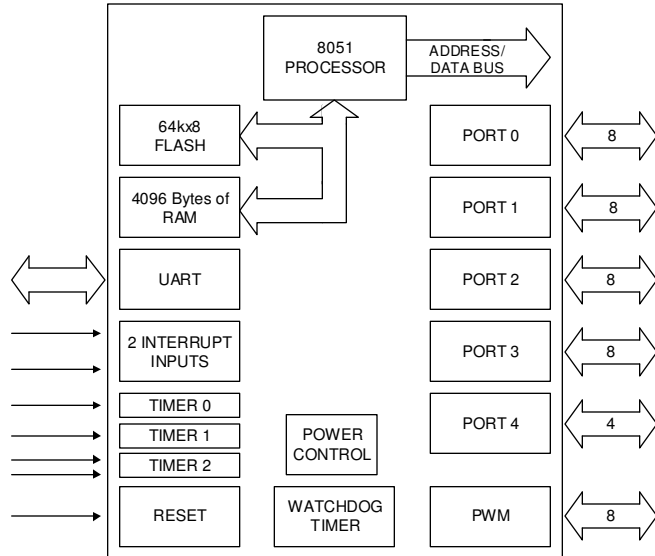 8051
PROCESSOR
ADDRESS/
DATA BUS
64kx8
FLASH
PORT 0
8
4096 Bytes of
RAM
PORT 1
8
UART
PORT 2
8
2 INTERRUPT
INPUTS
PORT 3
8
TIMER 0
TIMER 1
TIMER 2
POWER
CONTROL
PORT 4
4
RESET
WATCHDOG
TIMER
PWM
8